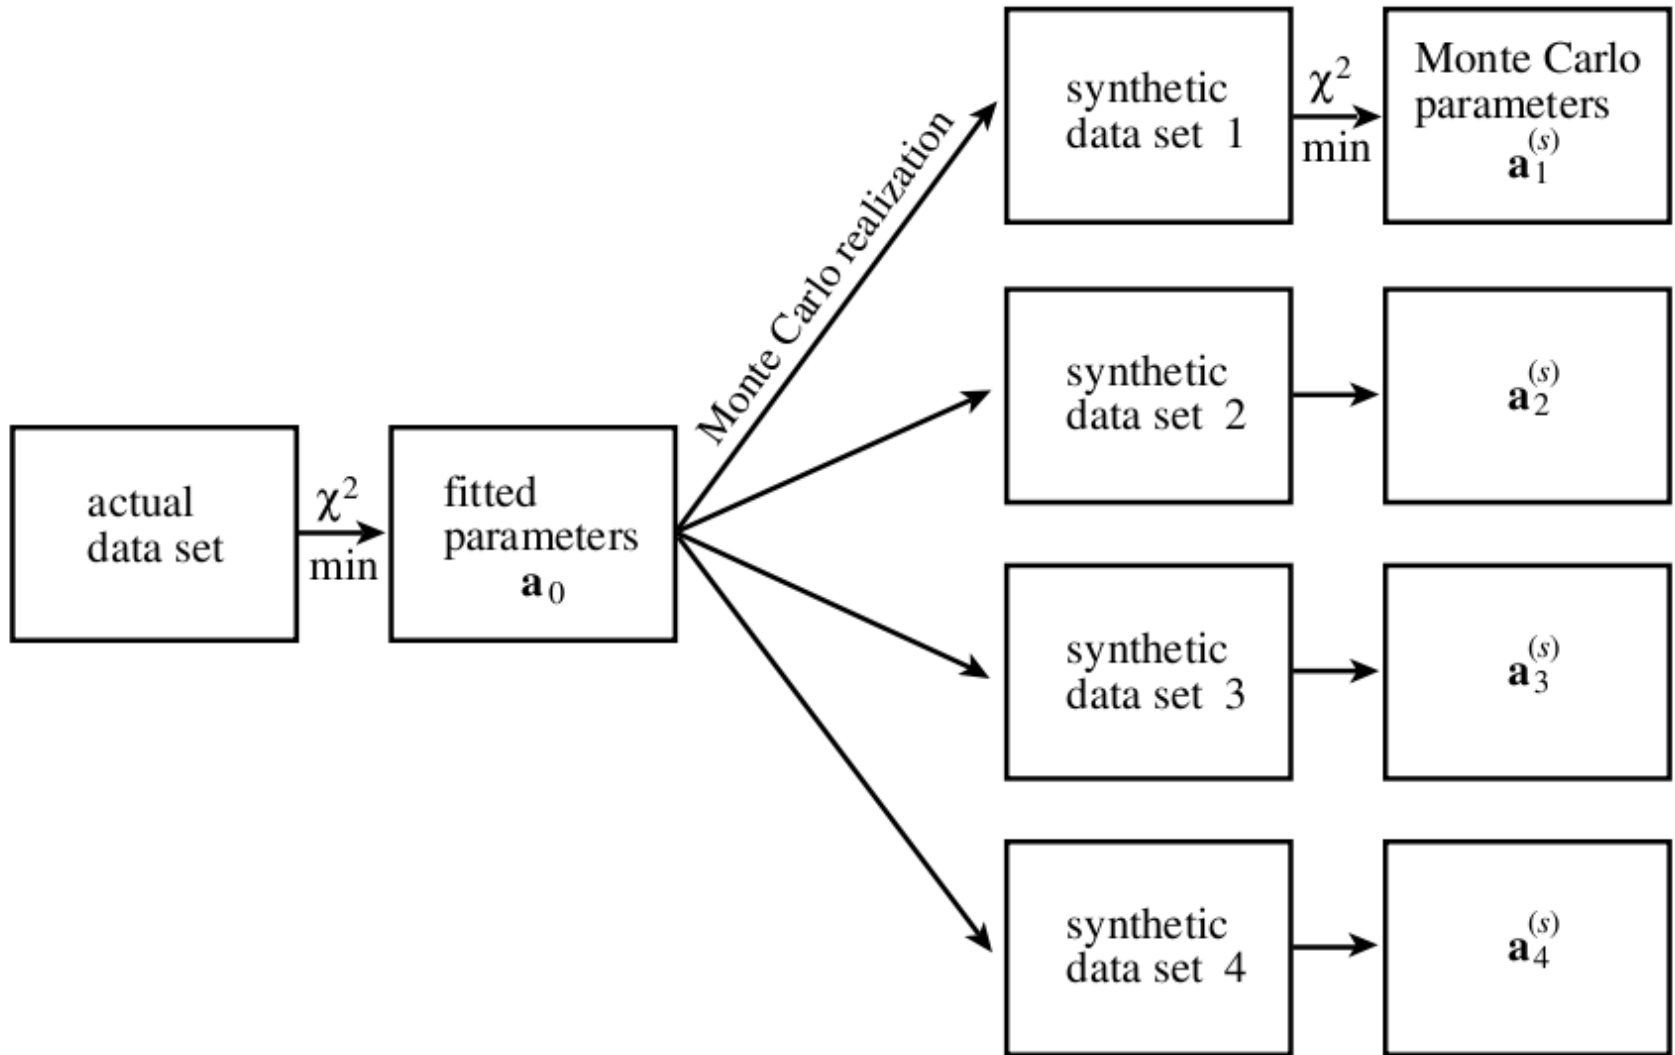 actual
data set
χ²
min
fitted
parameters
a₀
Monte Carlo realization
synthetic
data set 1
χ²
min
Monte Carlo
parameters
a₁⁽ˢ⁾
synthetic
data set 2
a₂⁽ˢ⁾
synthetic
data set 3
a₃⁽ˢ⁾
synthetic
data set 4
a₄⁽ˢ⁾